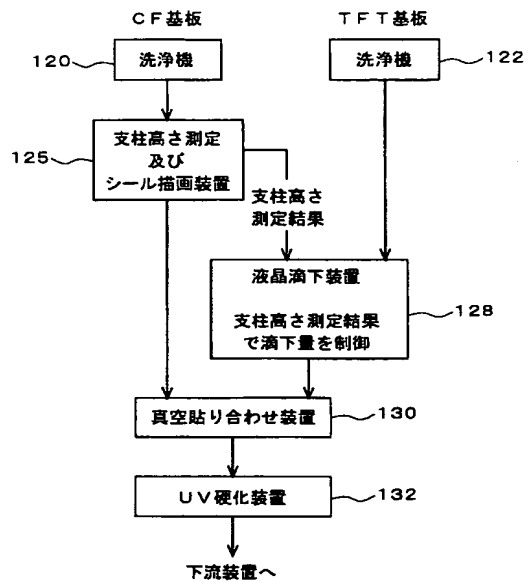 CF基板
TFT基板
120
洗浄機
洗浄機
122
125
支柱高さ測定
及び
シール描画装置
支柱高さ
測定結果
液晶滴下装置
支柱高さ測定結果
で滴下量を制御
128
真空貼り合わせ装置
130
UV硬化装置
132
下流装置へ